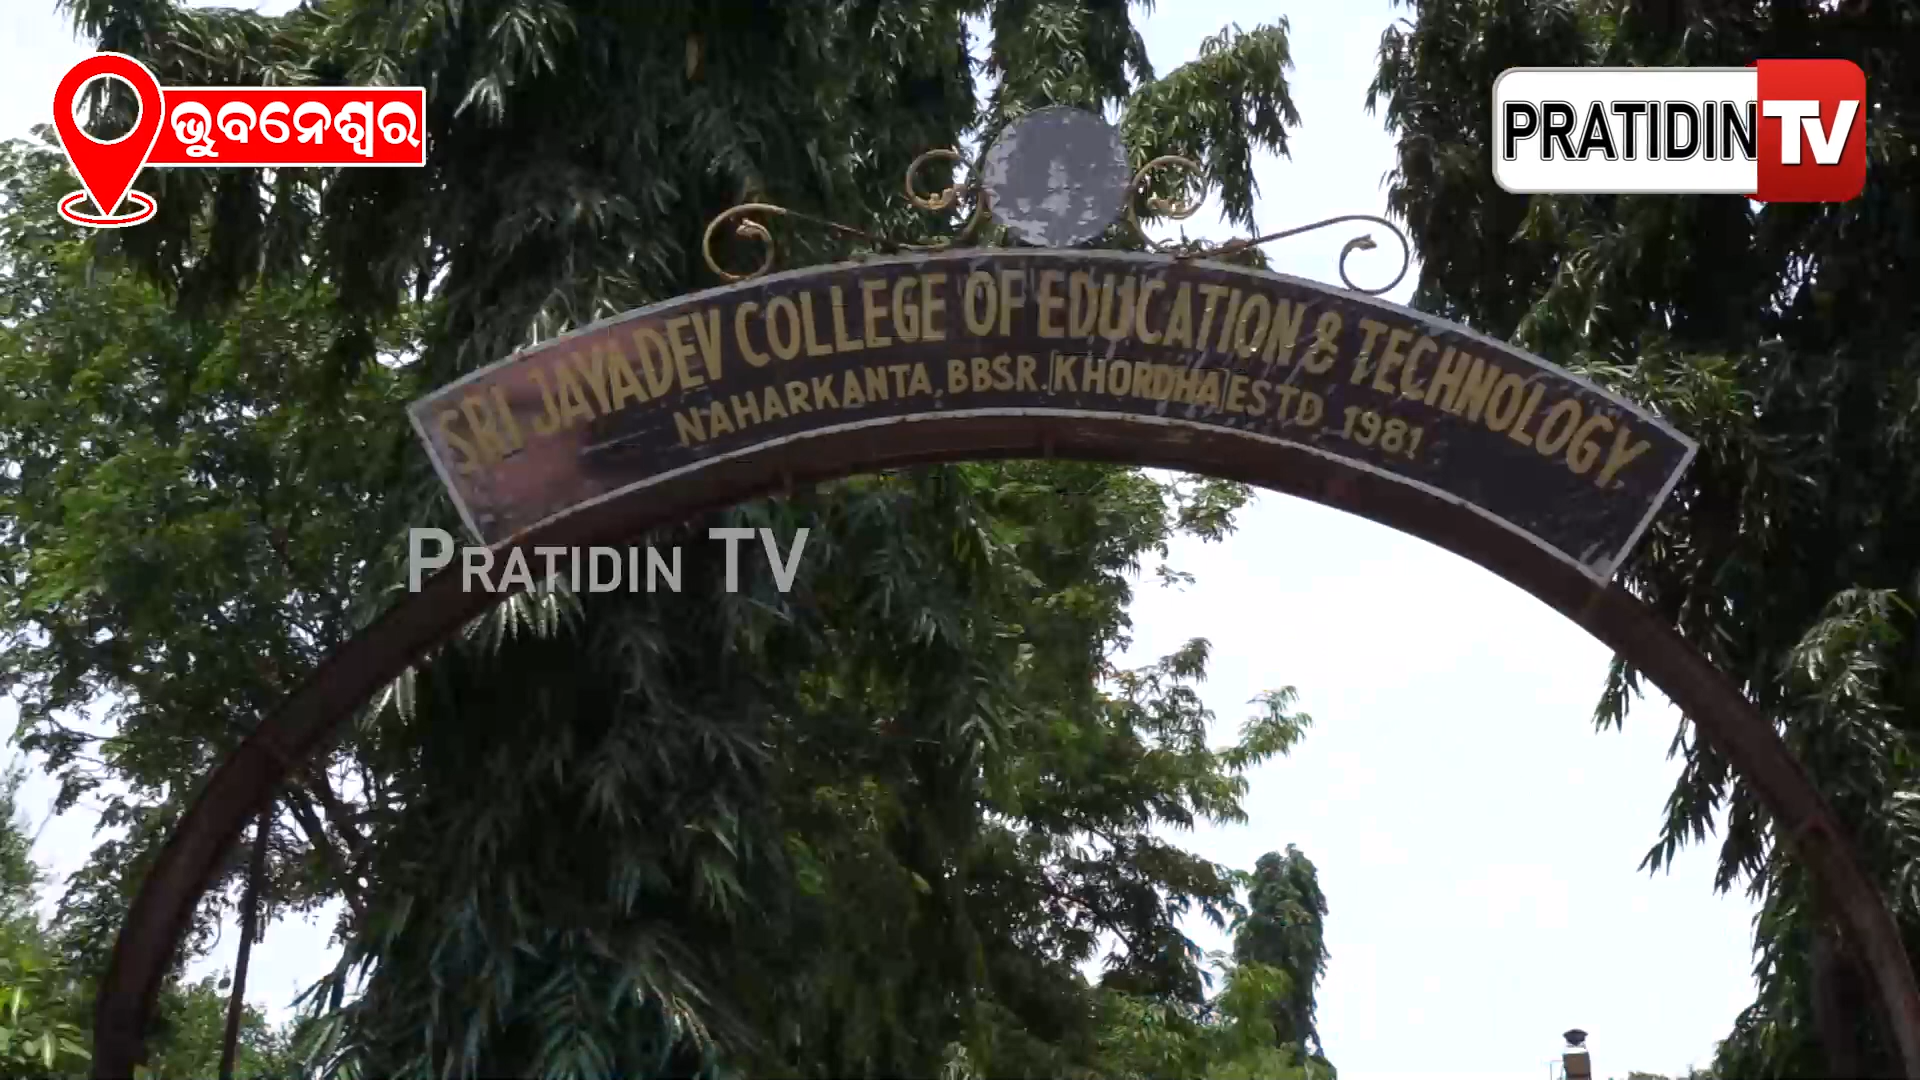 ଭୁବନେଶ୍ୱର
PRATIDIN TV
SRI JAYADEV COLLEGE OF EDUCATION & TECHNOLOGY,
NAHARKANTA, BBSR. [KHORDHA] ESTD. 1981
PRATIDIN TV